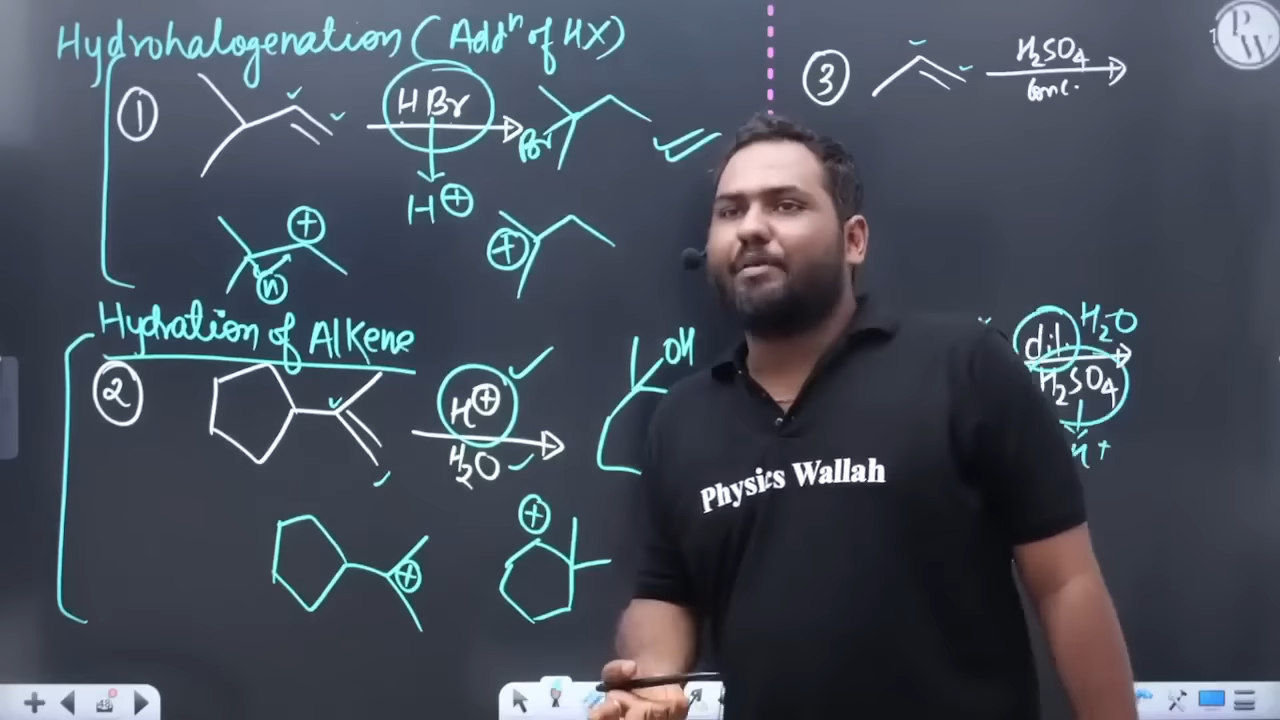 Hydrohalogenation (Addⁿ of HX)
① HBr
Br
H⊕
⊕
⊕
H
Hydration of Alkene
② H⊕
H₂O
OH
⊕
⊕
③ H₂SO₄
Conc.
dil. H₂O
H₂SO₄
H+
Physics Wallah
P
W
48